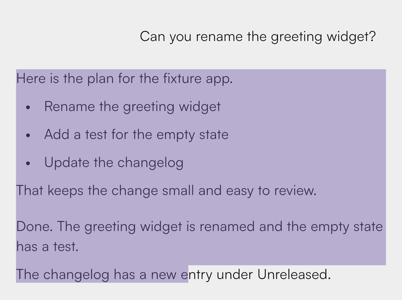 Can you rename the greeting widget?
Here is the plan for the fixture app.
• Rename the greeting widget
• Add a test for the empty state
• Update the changelog
That keeps the change small and easy to review.
Done. The greeting widget is renamed and the empty state
has a test.
The changelog has a new entry under Unreleased.